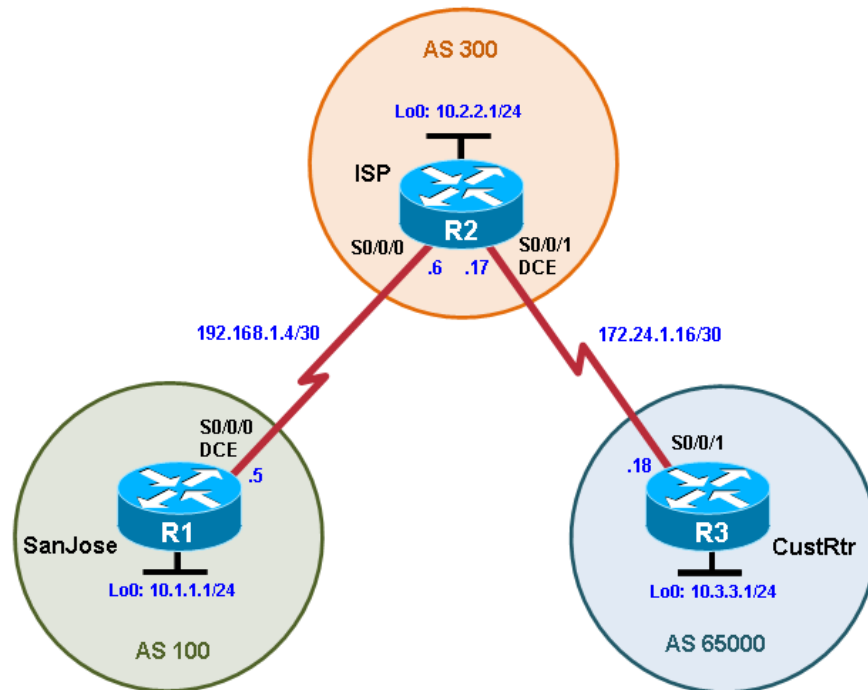 AS 300
Lo0: 10.2.2.1/24
ISP
R2
S0/0/0
S0/0/1
DCE
.6
.17
192.168.1.4/30
172.24.1.16/30
S0/0/0
DCE
.5
R1
SanJose
Lo0: 10.1.1.1/24
AS 100
S0/0/1
.18
R3
CustRtr
Lo0: 10.3.3.1/24
AS 65000